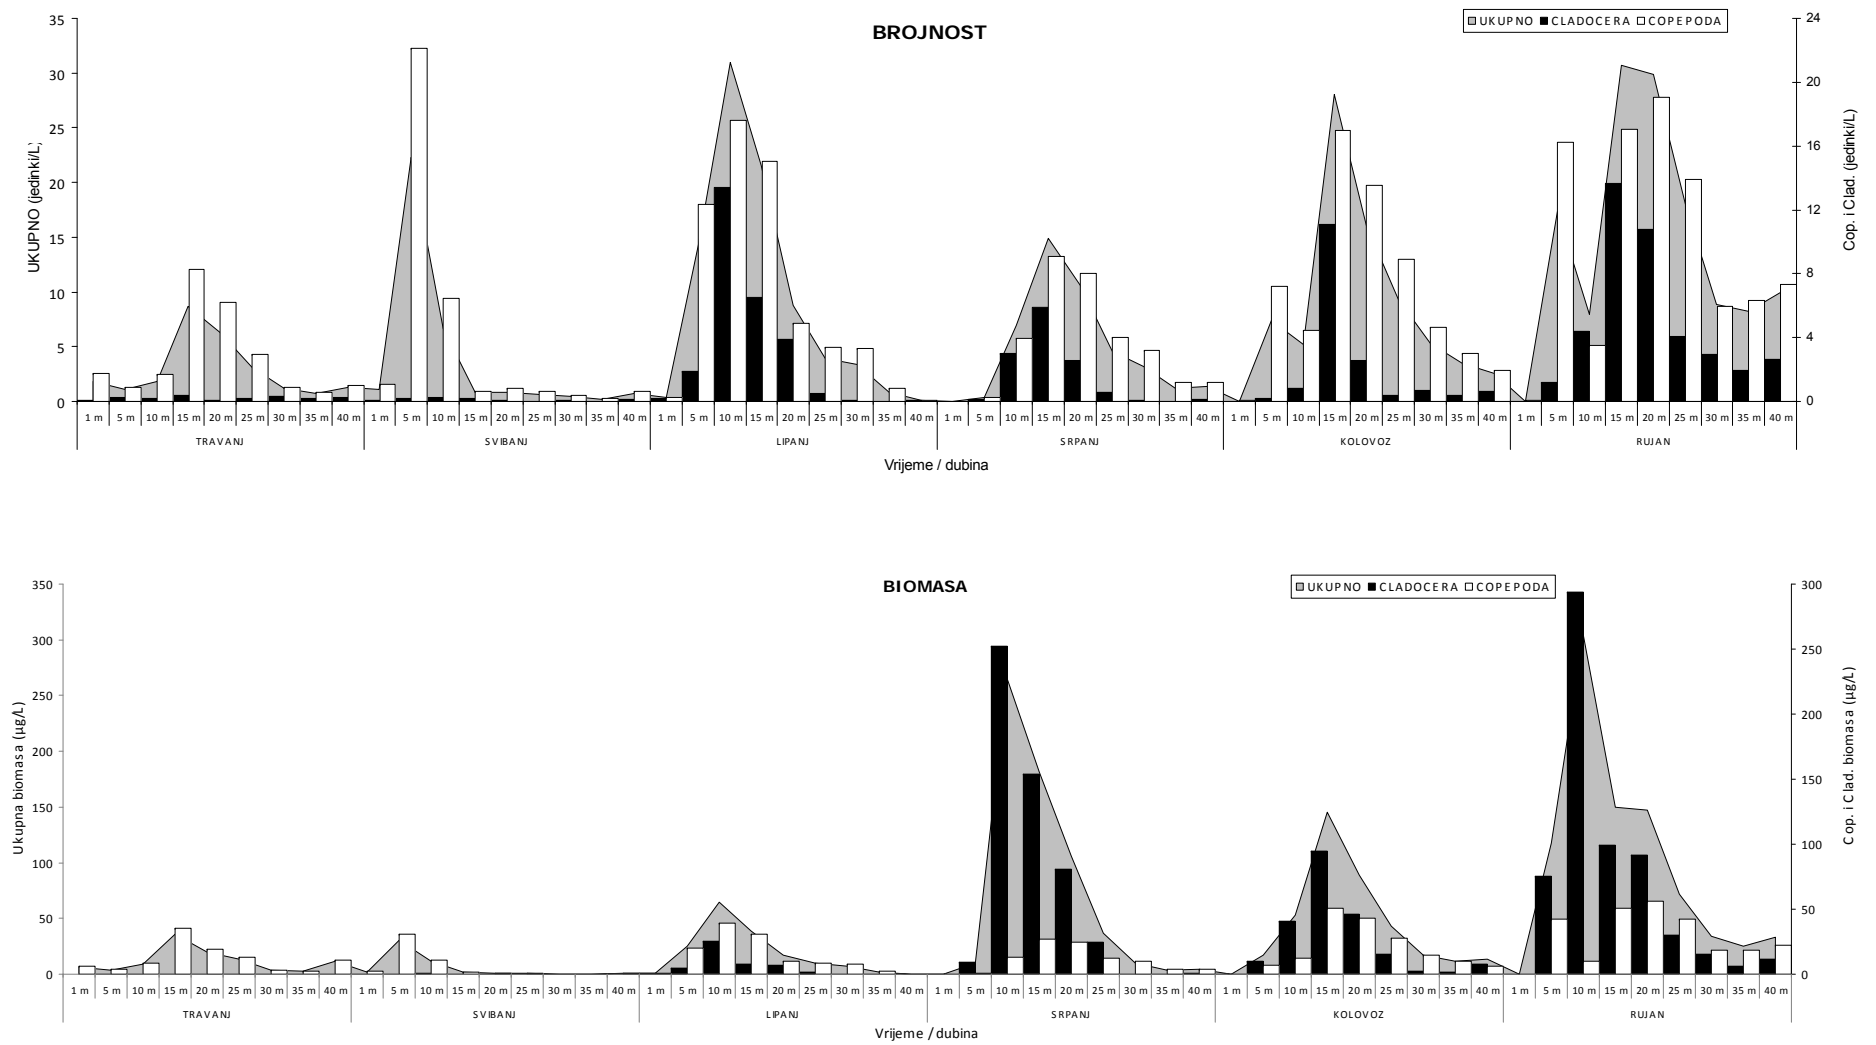 BROJNOST
UKUPNO CLADOCERA COPEPODA
UKUPNO (jedinki/L)
35
30
25
20
15
10
5
0
Cop. i Clad. (jedinki/L)
24
20
16
12
8
4
0
1 m 5 m 10 m 15 m 20 m 25 m 30 m 35 m 40 m 1 m 5 m 10 m 15 m 20 m 25 m 30 m 35 m 40 m 1 m 5 m 10 m 15 m 20 m 25 m 30 m 35 m 40 m 1 m 5 m 10 m 15 m 20 m 25 m 30 m 35 m 40 m 1 m 5 m 10 m 15 m 20 m 25 m 30 m 35 m 40 m 1 m 5 m 10 m 15 m 20 m 25 m 30 m 35 m 40 m
TRAVANJ SVIBANJ LIPANJ SRPANJ KOLOVOZ RUJAN
Vrijeme / dubina
BIOMASA
UKUPNO CLADOCERA COPEPODA
Ukupna biomasa (µg/L)
350
300
250
200
150
100
50
0
Cop. i Clad. biomasa (µg/L)
300
250
200
150
100
50
0
1 m 5 m 10 m 15 m 20 m 25 m 30 m 35 m 40 m 1 m 5 m 10 m 15 m 20 m 25 m 30 m 35 m 40 m 1 m 5 m 10 m 15 m 20 m 25 m 30 m 35 m 40 m 1 m 5 m 10 m 15 m 20 m 25 m 30 m 35 m 40 m 1 m 5 m 10 m 15 m 20 m 25 m 30 m 35 m 40 m 1 m 5 m 10 m 15 m 20 m 25 m 30 m 35 m 40 m
TRAVANJ SVIBANJ LIPANJ SRPANJ KOLOVOZ RUJAN
Vrijeme / dubina